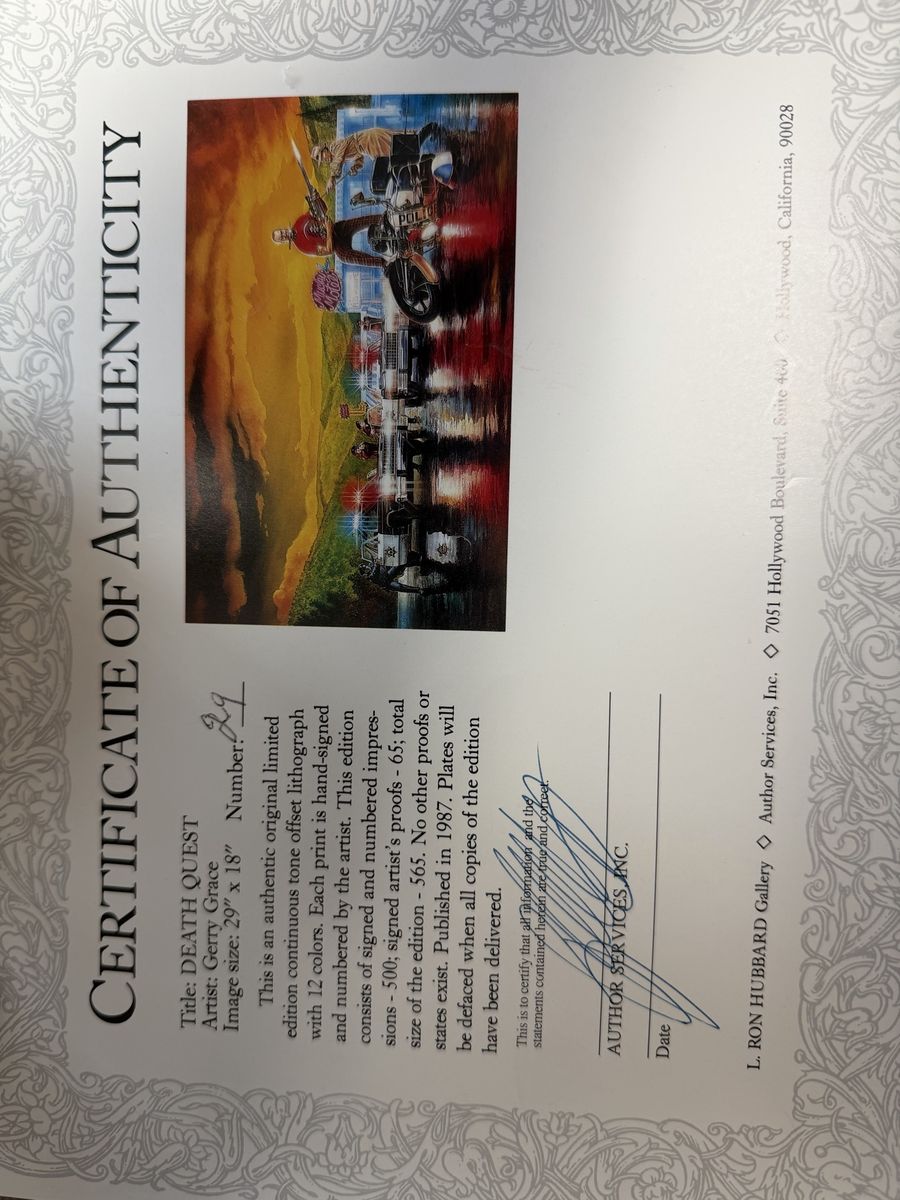 CERTIFICATE OF AUTHENTICITY
Title: DEATH QUEST
Artist: Gerry Grace
Image size: 29″ x 18″ Number: 29
This is an authentic original limited
edition continuous tone offset lithograph
with 12 colors. Each print is hand-signed
and numbered by the artist. This edition
consists of signed and numbered impres-
sions - 500; signed artist's proofs - 65; total
size of the edition - 565. No other proofs or
states exist. Published in 1987. Plates will
be defaced when all copies of the edition
have been delivered.
This is to certify that all information and the
statements contained herein are true and correct.
AUTHOR SERVICES, INC.
Date
POLICE
L. RON HUBBARD Gallery ◇ Author Services, Inc. ◇ 7051 Hollywood Boulevard, Suite 400 ◇ Hollywood, California, 90028